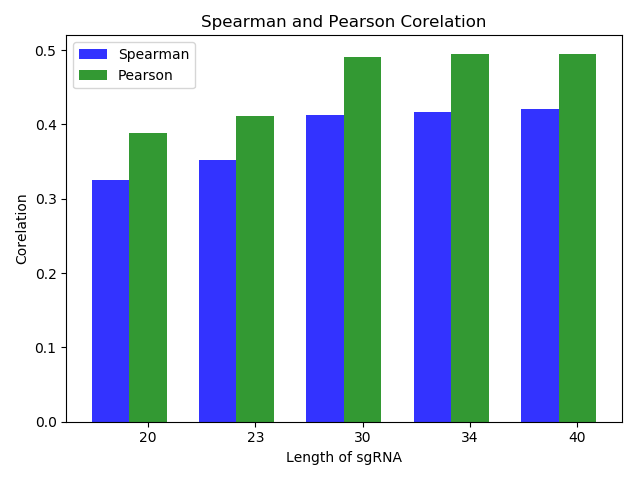 Spearman and Pearson Corelation
Spearman
Pearson
Corelation
0.5
0.4
0.3
0.2
0.1
0.0
20 23 30 34 40
Length of sgRNA